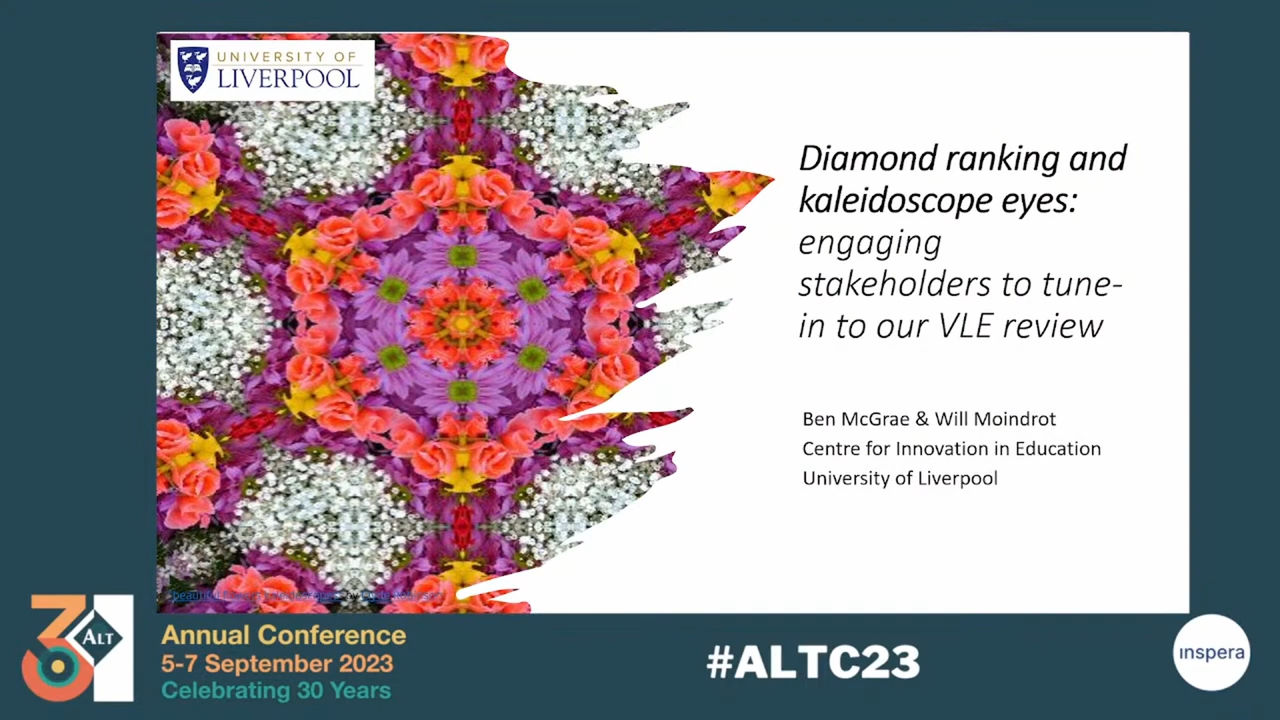 UNIVERSITY OF
LIVERPOOL
Diamond ranking and
kaleidoscope eyes:
engaging
stakeholders to tune-
in to our VLE review
Ben McGrae & Will Moindrot
Centre for Innovation in Education
University of Liverpool
ALT
Annual Conference
5-7 September 2023
Celebrating 30 Years
#ALTC23
inspera